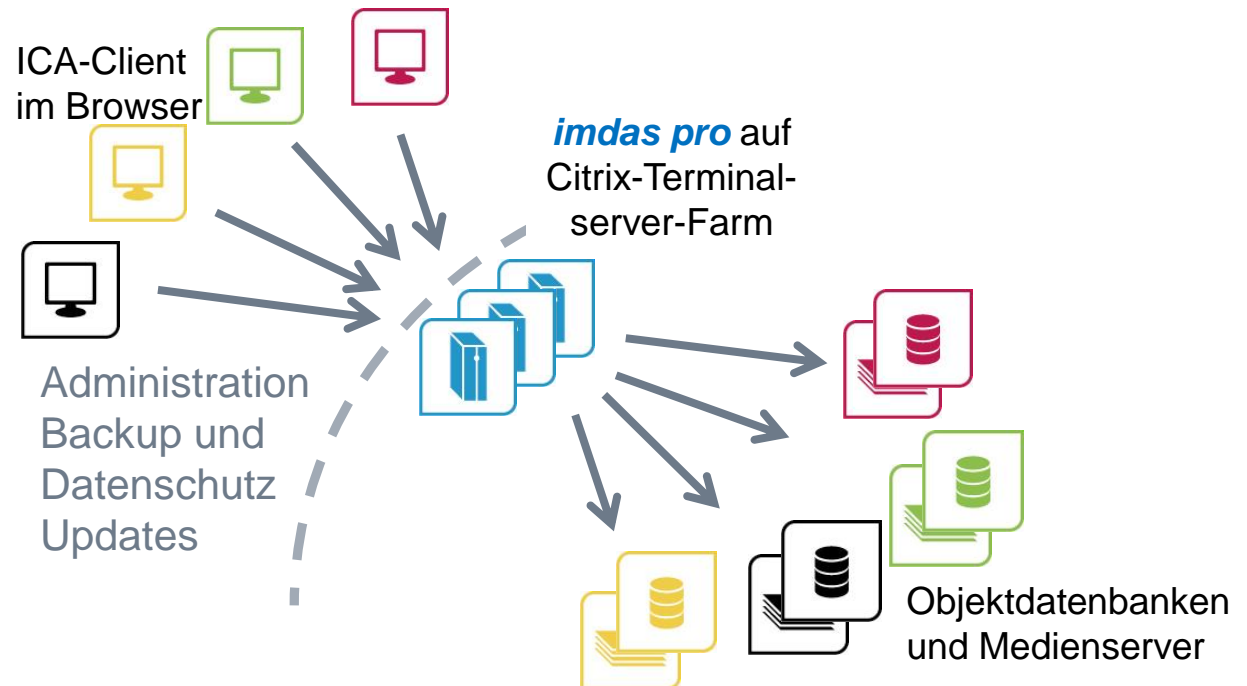 ICA-Client
im Browser
imdas pro auf
Citrix-Terminal-
server-Farm
Administration
Backup und
Datenschutz
Updates
Objektdatenbanken
und Medienserver